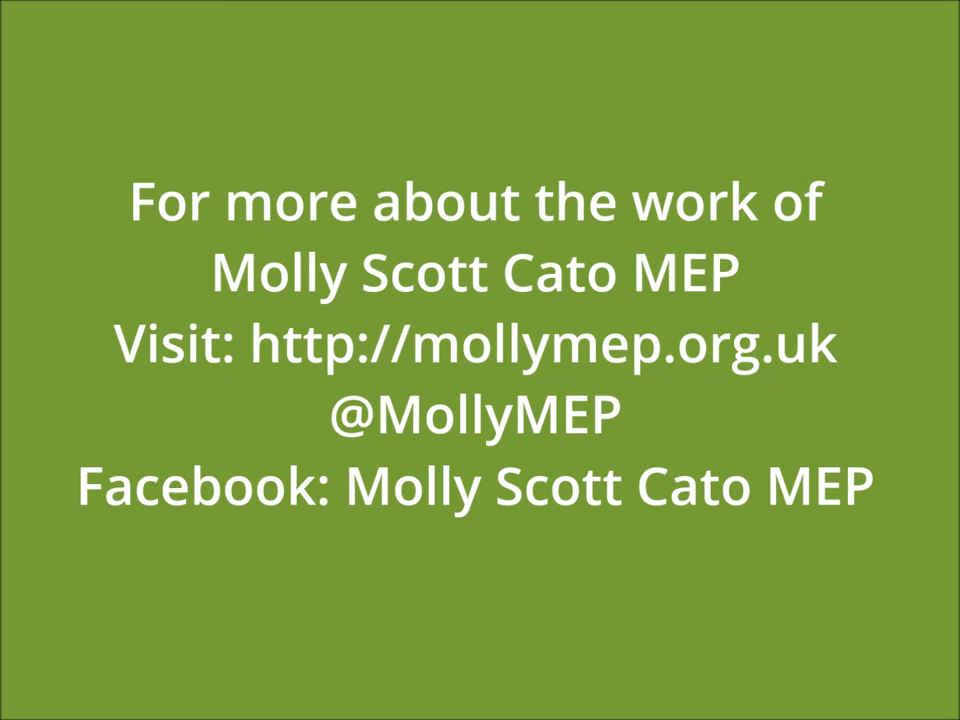 For more about the work of
Molly Scott Cato MEP
Visit: http://mollymep.org.uk
@MollyMEP
Facebook: Molly Scott Cato MEP